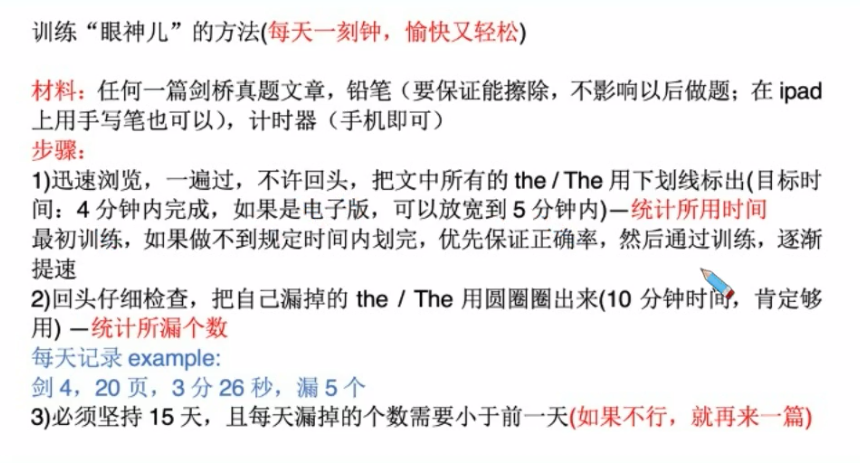 训练“眼神儿”的方法(每天一刻钟，愉快又轻松)
材料：任何一篇剑桥真题文章，铅笔（要保证能擦除，不影响以后做题；在 ipad
上用手写笔也可以），计时器（手机即可）
步骤：
1)迅速浏览，一遍过，不许回头，把文中所有的 the / The 用下划线标出(目标时
间：4 分钟内完成，如果是电子版，可以放宽到 5 分钟内)—统计所用时间
最初训练，如果做不到规定时间内划完，优先保证正确率，然后通过训练，逐渐
提速
2)回头仔细检查，把自己漏掉的 the / The 用圆圈圈出来(10 分钟时间，肯定够
用) —统计所漏个数
每天记录 example:
剑 4，20 页，3 分 26 秒，漏 5 个
3)必须坚持 15 天，且每天漏掉的个数需要小于前一天(如果不行，就再来一篇)